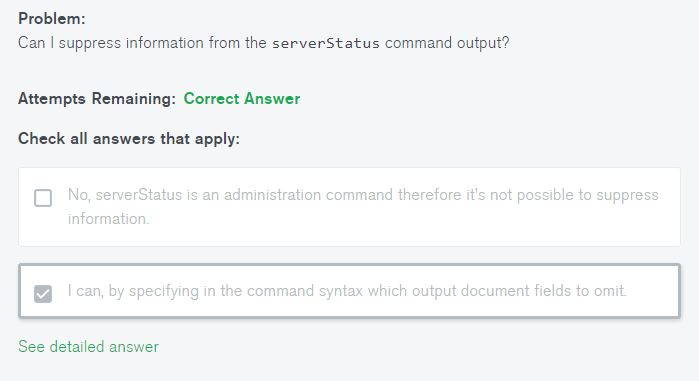 Problem:
Can I suppress information from the serverStatus command output?
Attempts Remaining: Correct Answer
Check all answers that apply:
No, serverStatus is an administration command therefore it's not possible to suppress
information.
I can, by specifying in the command syntax which output document fields to omit.
See detailed answer